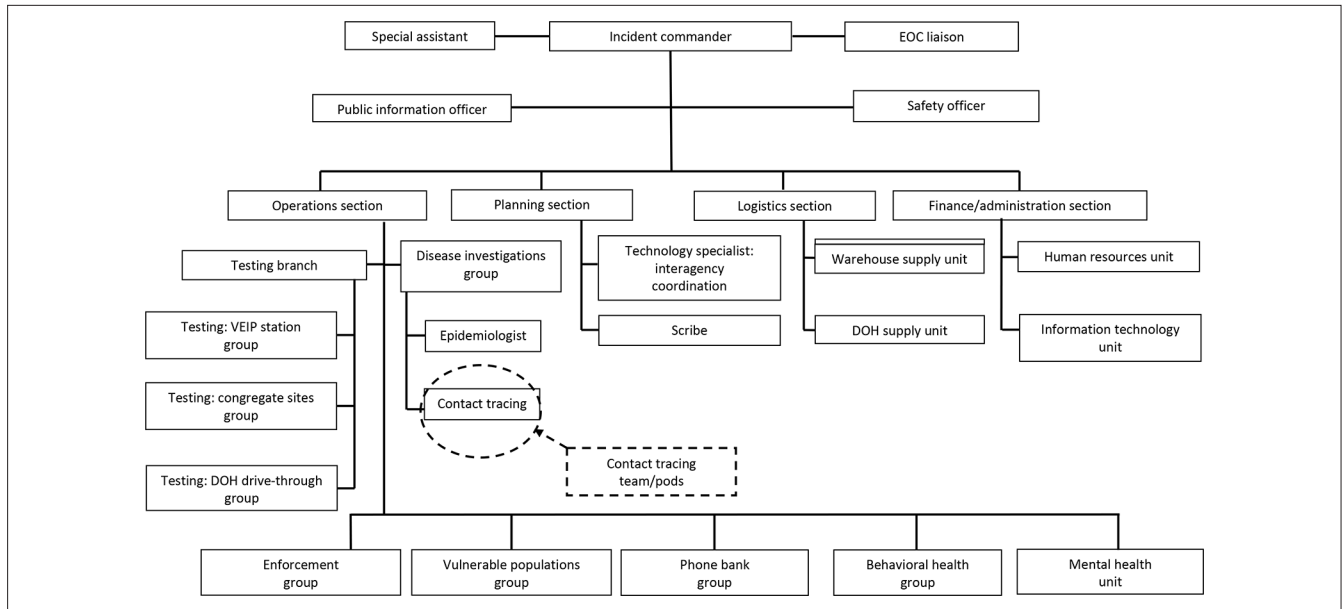 Special assistant
Incident commander
EOC liaison
Public information officer
Safety officer
Operations section
Planning section
Logistics section
Finance/administration section
Testing branch
Disease investigations
group
Technology specialist:
interagency
coordination
Warehouse supply unit
Human resources unit
Testing: VEIP station
group
Epidemiologist
Scribe
DOH supply unit
Information technology
unit
Testing: congregate sites
group
Contact tracing
Contact tracing
team/pods
Testing: DOH drive-through
group
Enforcement
group
Vulnerable populations
group
Phone bank
group
Behavioral health
group
Mental health
unit